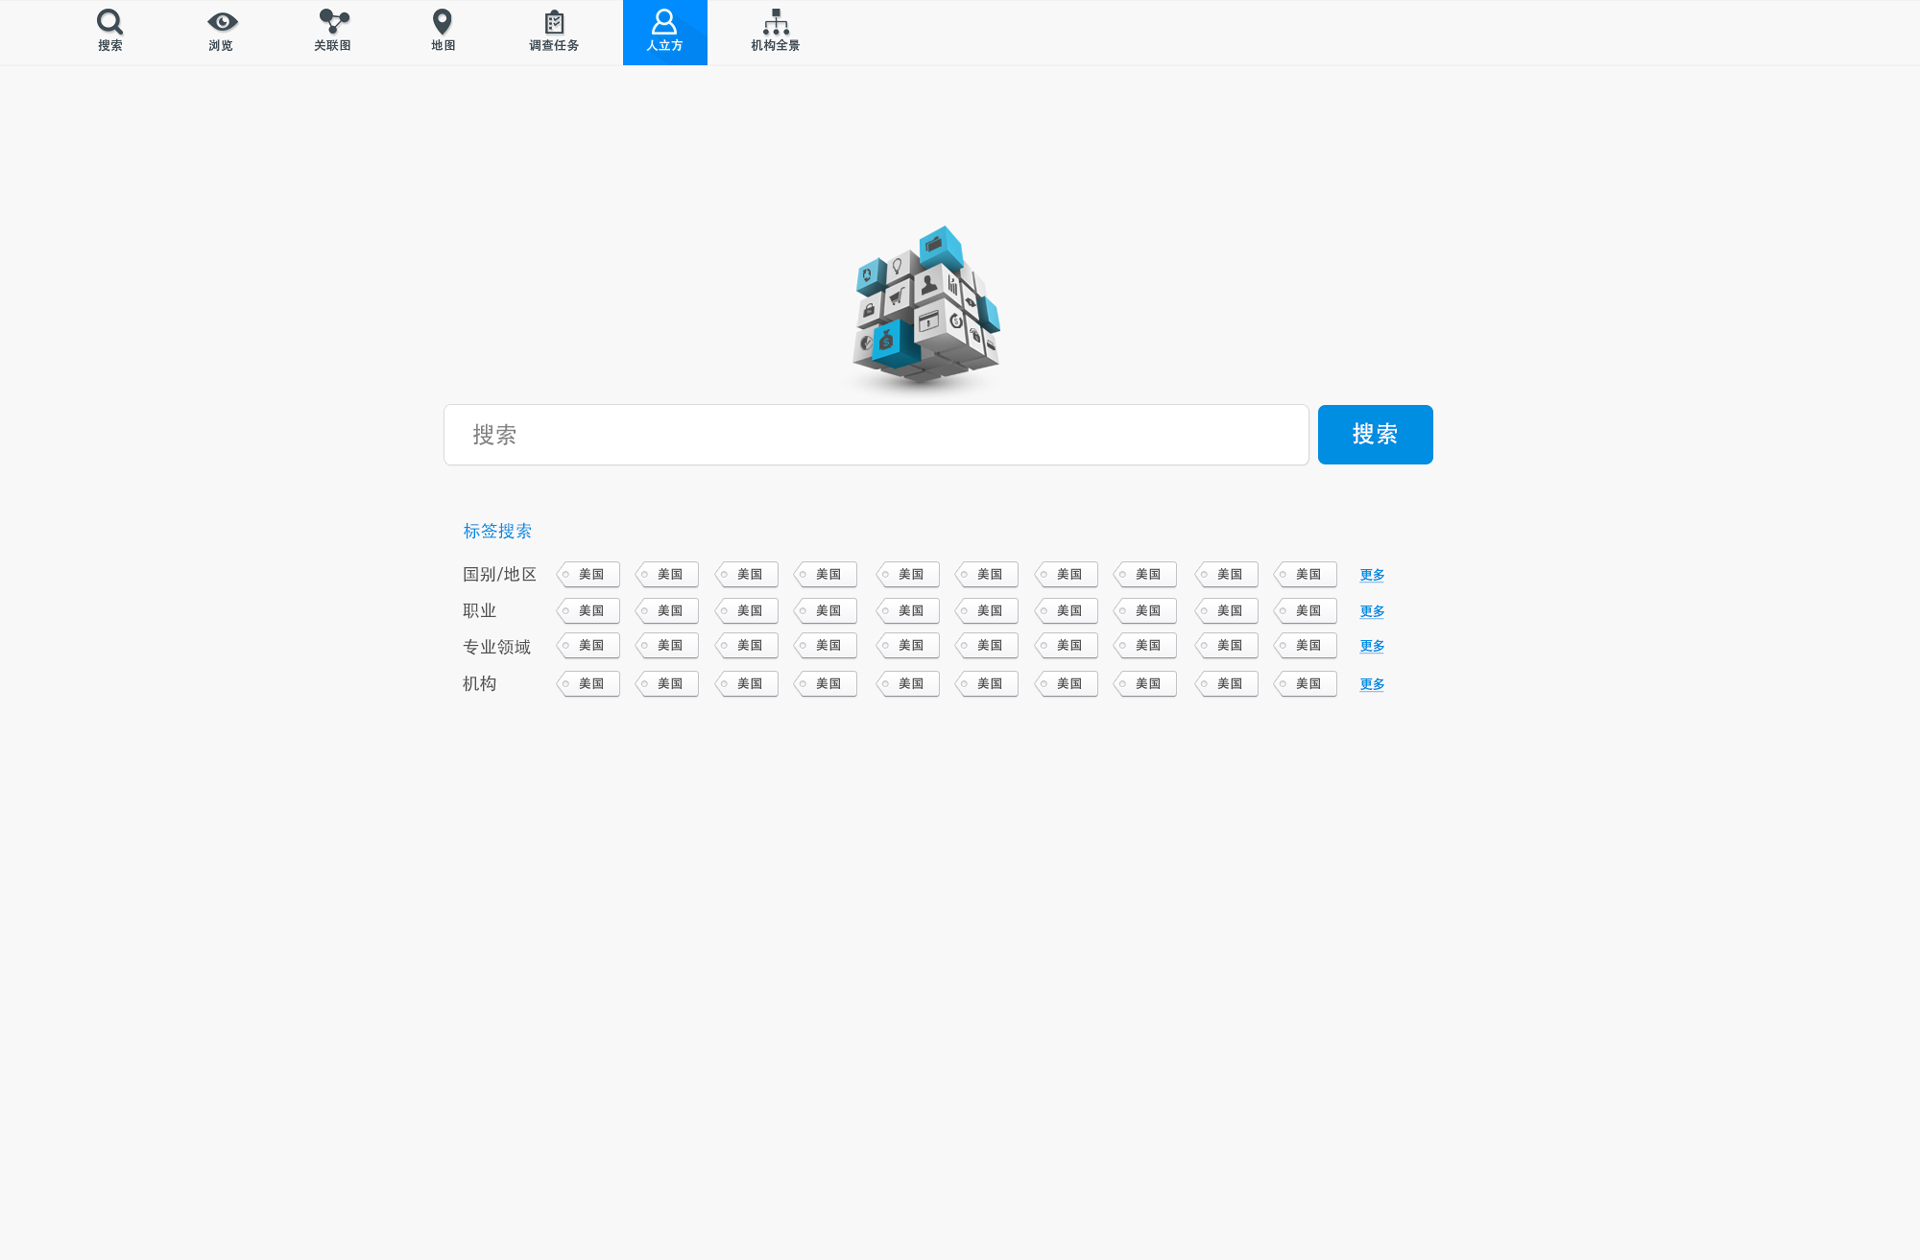 搜索 浏览 关联图 地图 调查任务 人立方 机构全景
搜索 搜索
标签搜索
国别/地区 美国 美国 美国 美国 美国 美国 美国 美国 美国 美国 更多
职业 美国 美国 美国 美国 美国 美国 美国 美国 美国 美国 更多
专业领域 美国 美国 美国 美国 美国 美国 美国 美国 美国 美国 更多
机构 美国 美国 美国 美国 美国 美国 美国 美国 美国 美国 更多